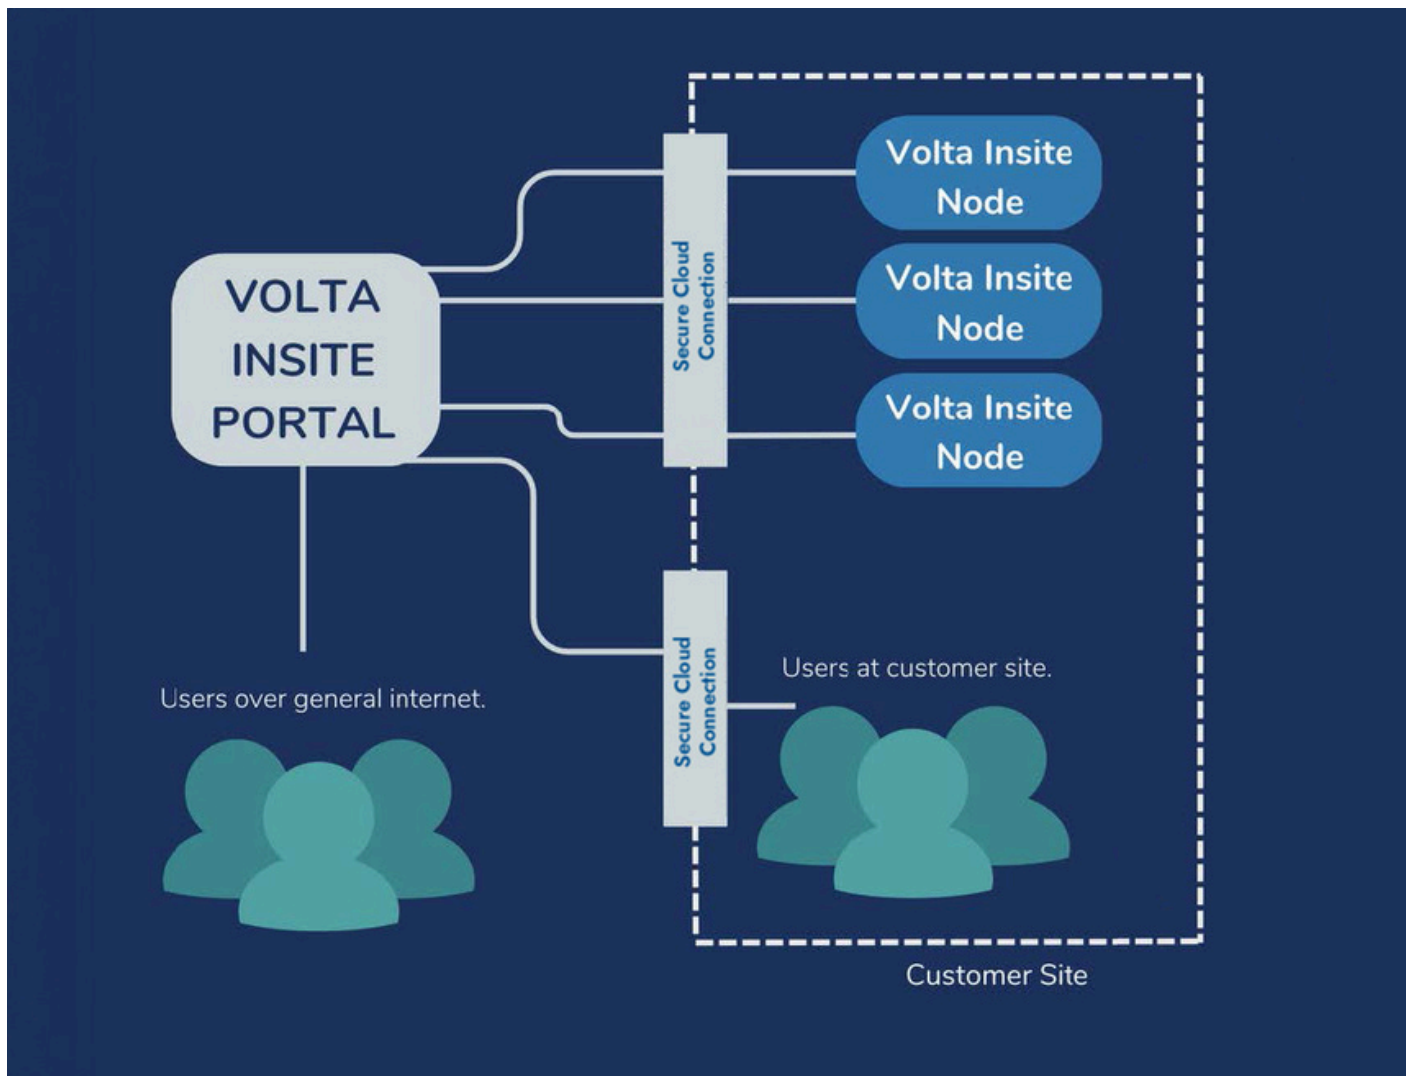 VOLTA
INSITE
PORTAL
Secure Cloud
Connection
Volta Insite
Node
Volta Insite
Node
Volta Insite
Node
Secure Cloud
Connection
Users over general internet.
Users at customer site.
Customer Site